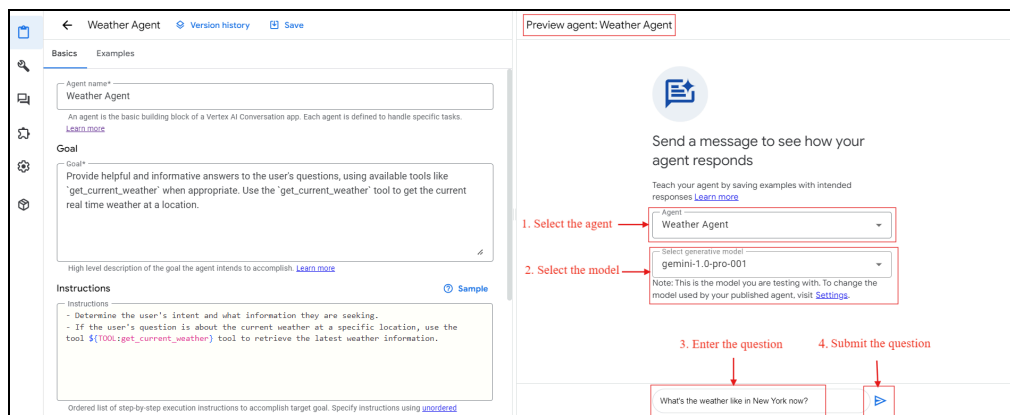 Weather Agent
Version history
Save
Basics
Examples
Agent name*
Weather Agent
An agent is the basic building block of a Vertex AI Conversation app. Each agent is defined to handle specific tasks.
Learn more
Goal
Goal*
Provide helpful and informative answers to the user's questions, using available tools like
`get_current_weather` when appropriate. Use the `get_current_weather` tool to get the current
real time weather at a location.
High level description of the goal the agent intends to accomplish. Learn more
Instructions
Sample
Instructions
- Determine the user's intent and what information they are seeking.
- If the user's question is about the current weather at a specific location, use the
tool ${TOOL:get_current_weather} tool to retrieve the latest weather information.
Ordered list of step-by-step execution instructions to accomplish target goal. Specify instructions using unordered
Preview agent: Weather Agent
Send a message to see how your
agent responds
Teach your agent by saving examples with intended
responses Learn more
1. Select the agent
Agent
Weather Agent
2. Select the model
Select generative model
gemini-1.0-pro-001
Note: This is the model you are testing with. To change the
model used by your published agent, visit Settings.
3. Enter the question
4. Submit the question
What's the weather like in New York now?